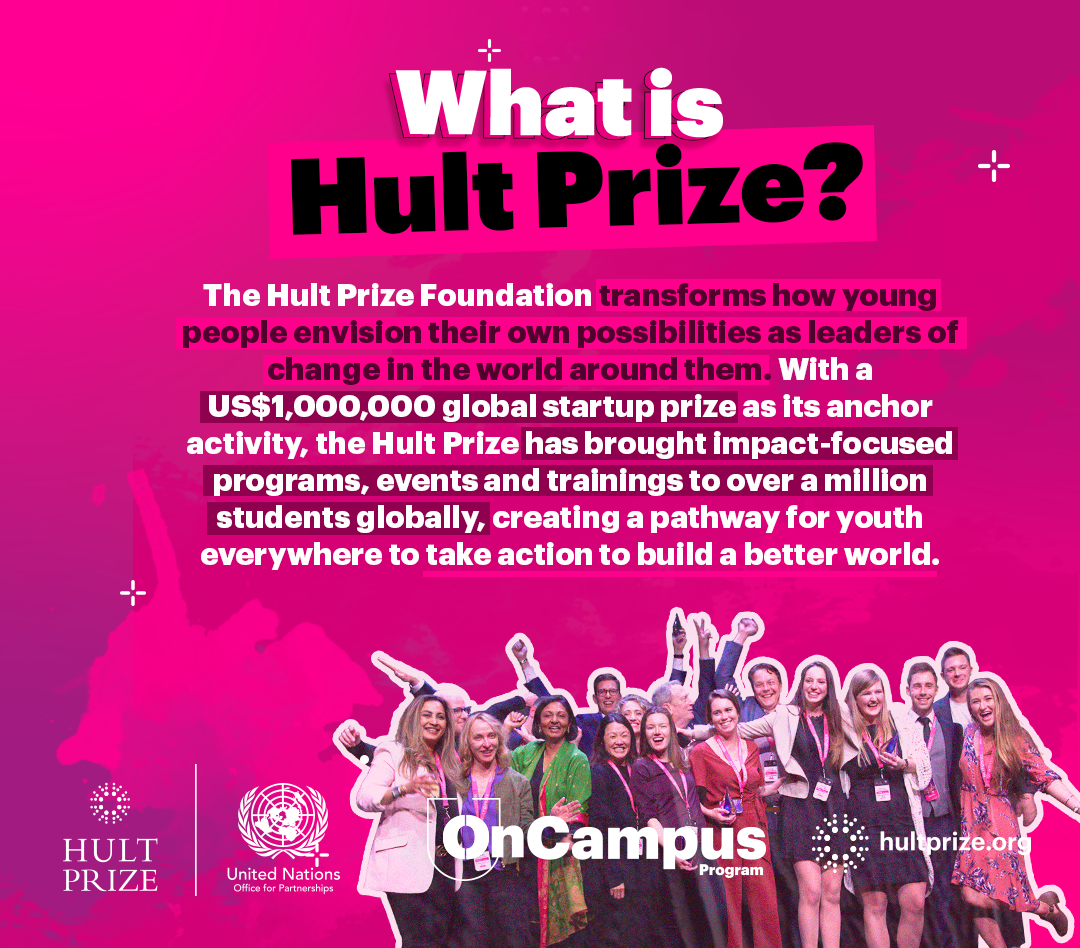 What is
Hult Prize?
The Hult Prize Foundation transforms how young
people envision their own possibilities as leaders of
change in the world around them. With a
US$1,000,000 global startup prize as its anchor
activity, the Hult Prize has brought impact-focused
programs, events and trainings to over a million
students globally, creating a pathway for youth
everywhere to take action to build a better world.
HULT
PRIZE
United Nations
Office for Partnerships
OnCampus
Program
hultprize.org